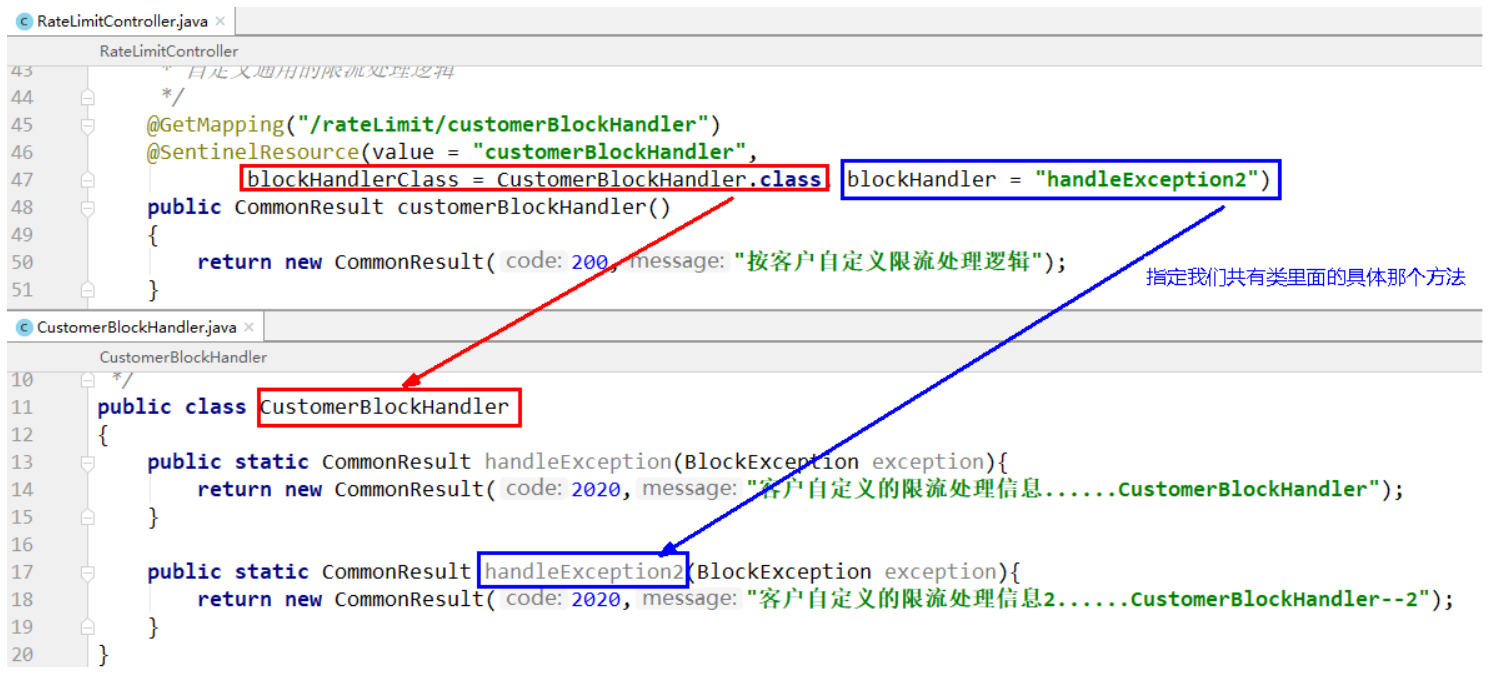 RateLimitController.java ×
RateLimitController
43 * 自定义通用的限流处理逻辑
44 */
45 @GetMapping("/rateLimit/customerBlockHandler")
46 @SentinelResource(value = "customerBlockHandler",
47 blockHandlerClass = CustomerBlockHandler.class, blockHandler = "handleException2")
48 public CommonResult customerBlockHandler()
49 {
50 return new CommonResult( code: 200, message: "按客户自定义限流处理逻辑");
指定我们共有类里面的具体那个方法
51 }
CustomerBlockHandler.java ×
CustomerBlockHandler
10 */
11 public class CustomerBlockHandler
12 {
13 public static CommonResult handleException(BlockException exception){
14 return new CommonResult( code: 2020, message: "客户自定义的限流处理信息......CustomerBlockHandler");
15 }
16
17 public static CommonResult handleException2(BlockException exception){
18 return new CommonResult( code: 2020, message: "客户自定义的限流处理信息2......CustomerBlockHandler--2");
19 }
20 }